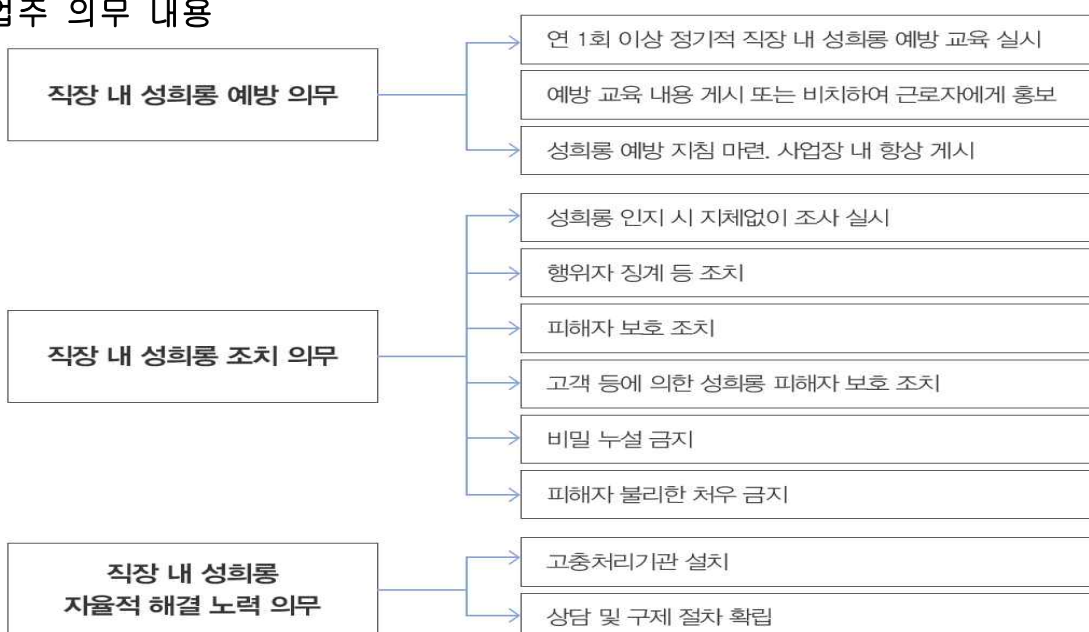 업주 의무 내용
직장 내 성희롱 예방 의무
연 1회 이상 정기적 직장 내 성희롱 예방 교육 실시
예방 교육 내용 게시 또는 비치하여 근로자에게 홍보
성희롱 예방 지침 마련. 사업장 내 항상 게시
직장 내 성희롱 조치 의무
성희롱 인지 시 지체없이 조사 실시
행위자 징계 등 조치
피해자 보호 조치
고객 등에 의한 성희롱 피해자 보호 조치
비밀 누설 금지
피해자 불리한 처우 금지
직장 내 성희롱
자율적 해결 노력 의무
고충처리기관 설치
상담 및 구제 절차 확립